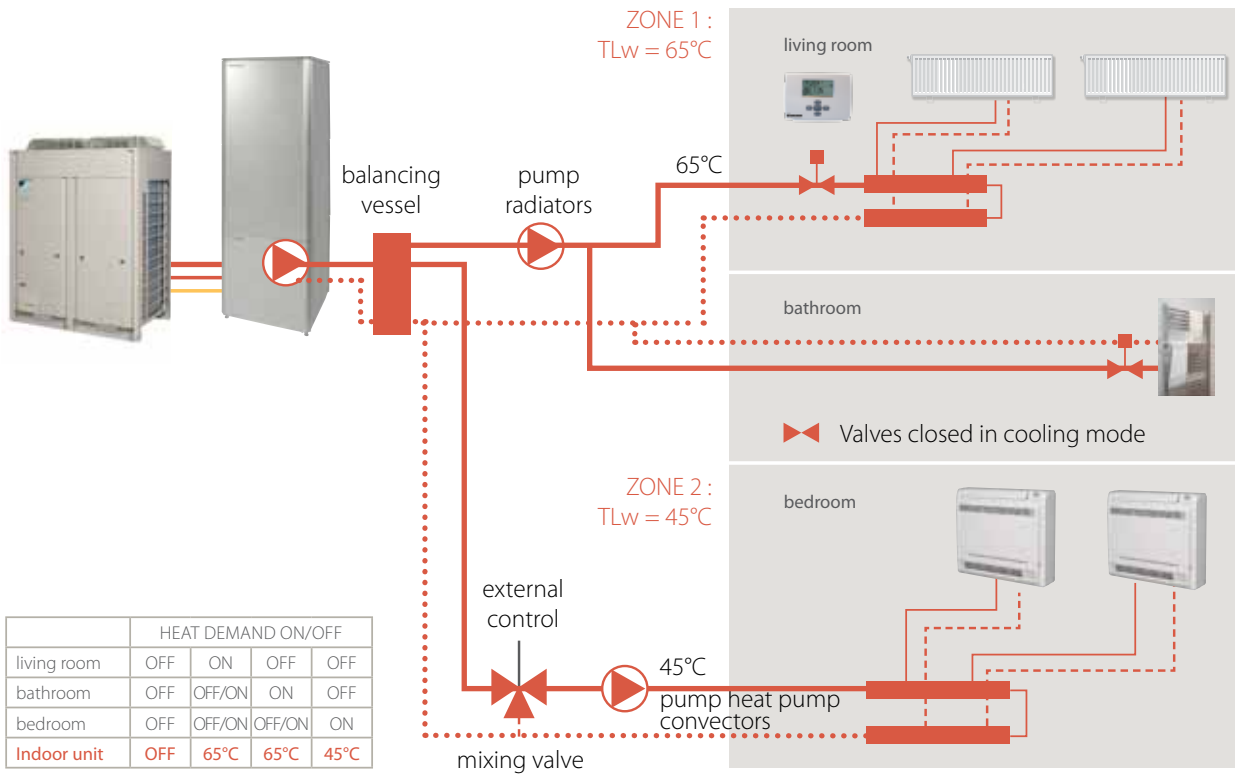 ZONE 1 :
TLw = 65°C
living room
65°C
balancing
vessel
pump
radiators
bathroom
Valves closed in cooling mode
ZONE 2 :
TLw = 45°C
bedroom
external
control
45°C
pump heat pump
convectors
mixing valve
HEAT DEMAND ON/OFF
living room OFF ON OFF OFF
bathroom OFF OFF/ON ON OFF
bedroom OFF OFF/ON OFF/ON ON
Indoor unit OFF 65°C 65°C 45°C